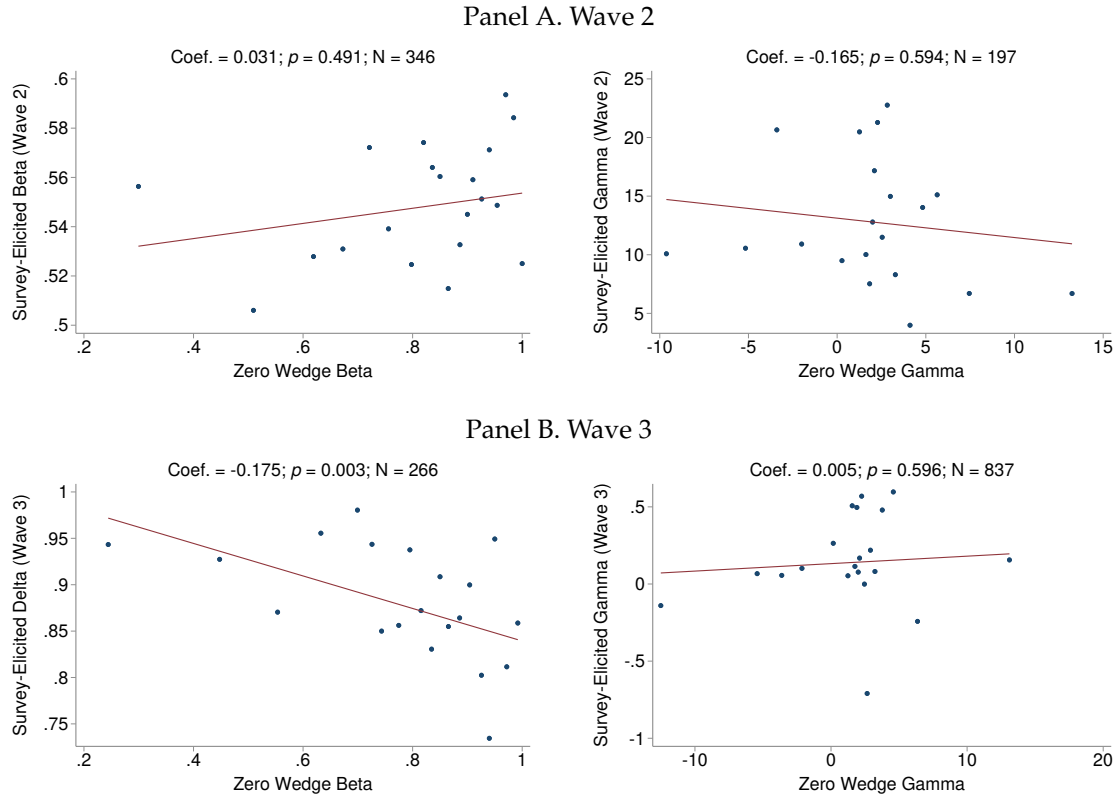 Panel A. Wave 2
Coef. = 0.031; p = 0.491; N = 346
Survey-Elicited Beta (Wave 2)
.6
.58
.56
.54
.52
.5
.2
.4
.6
.8
1
Zero Wedge Beta
Coef. = -0.165; p = 0.594; N = 197
Survey-Elicited Gamma (Wave 2)
25
20
15
10
5
-10
-5
0
5
10
15
Zero Wedge Gamma
Panel B. Wave 3
Coef. = -0.175; p = 0.003; N = 266
Survey-Elicited Delta (Wave 3)
1
.95
.9
.85
.8
.75
.2
.4
.6
.8
1
Zero Wedge Beta
Coef. = 0.005; p = 0.596; N = 837
Survey-Elicited Gamma (Wave 3)
.5
0
-.5
-1
-10
0
10
20
Zero Wedge Gamma